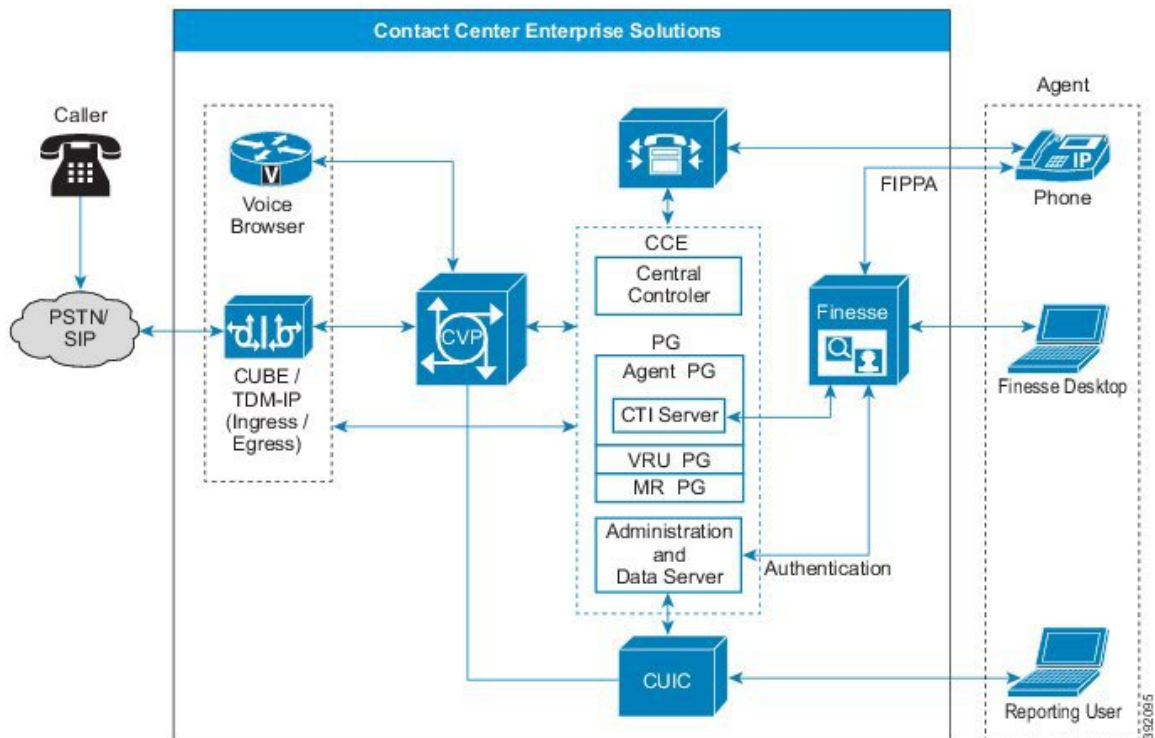 Contact Center Enterprise Solutions
Caller
PSTN/
SIP
V
Voice
Browser
CUBE /
TDM-IP
(Ingress /
Egress)
CVP
CCE
Central
Controler
PG
Agent PG
CTI Server
VRU PG
MR PG
Administration
and
Data Server
CUIC
FIPPA
Finesse
Authentication
Agent
IP
Phone
Finesse Desktop
Reporting User
392095